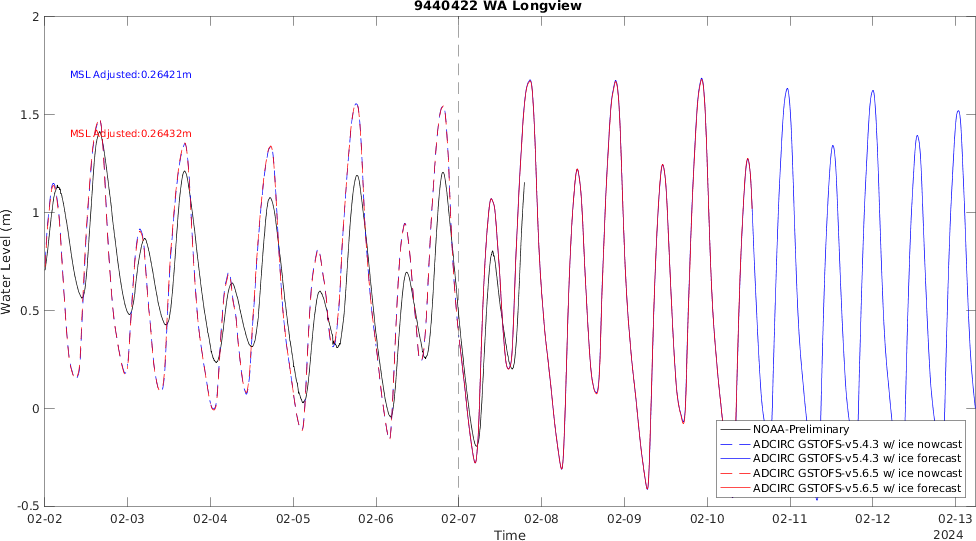 9440422 WA Longview
2
MSL Adjusted:0.26421m
1.5
MSL Adjusted:0.26432m
1
Water Level (m)
0.5
0
NOAA-Preliminary
ADCIRC GSTOFS-v5.4.3 w/ ice nowcast
ADCIRC GSTOFS-v5.4.3 w/ ice forecast
ADCIRC GSTOFS-v5.6.5 w/ ice nowcast
ADCIRC GSTOFS-v5.6.5 w/ ice forecast
-0.5
02-02 02-03 02-04 02-05 02-06 02-07 02-08 02-09 02-10 02-11 02-12 02-13
Time
2024